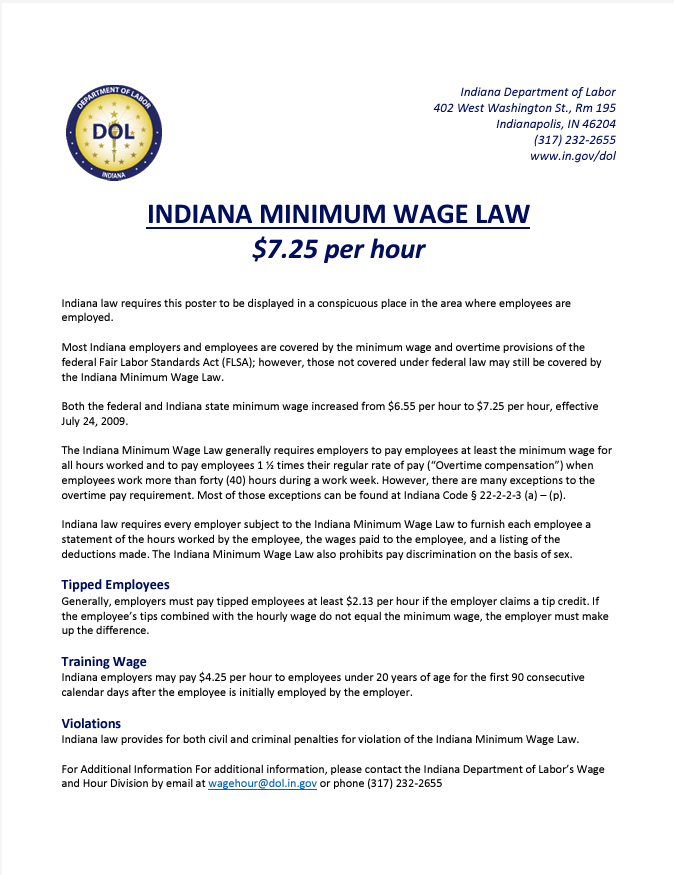 DEPARTMENT OF LABOR
DOL
INDIANA
Indiana Department of Labor
402 West Washington St., Rm 195
Indianapolis, IN 46204
(317) 232-2655
www.in.gov/dol
INDIANA MINIMUM WAGE LAW
$7.25 per hour
Indiana law requires this poster to be displayed in a conspicuous place in the area where employees are
employed.
Most Indiana employers and employees are covered by the minimum wage and overtime provisions of the
federal Fair Labor Standards Act (FLSA); however, those not covered under federal law may still be covered by
the Indiana Minimum Wage Law.
Both the federal and Indiana state minimum wage increased from $6.55 per hour to $7.25 per hour, effective
July 24, 2009.
The Indiana Minimum Wage Law generally requires employers to pay employees at least the minimum wage for
all hours worked and to pay employees 1 ½ times their regular rate of pay (“Overtime compensation”) when
employees work more than forty (40) hours during a work week. However, there are many exceptions to the
overtime pay requirement. Most of those exceptions can be found at Indiana Code § 22-2-2-3 (a) – (p).
Indiana law requires every employer subject to the Indiana Minimum Wage Law to furnish each employee a
statement of the hours worked by the employee, the wages paid to the employee, and a listing of the
deductions made. The Indiana Minimum Wage Law also prohibits pay discrimination on the basis of sex.
Tipped Employees
Generally, employers must pay tipped employees at least $2.13 per hour if the employer claims a tip credit. If
the employee’s tips combined with the hourly wage do not equal the minimum wage, the employer must make
up the difference.
Training Wage
Indiana employers may pay $4.25 per hour to employees under 20 years of age for the first 90 consecutive
calendar days after the employee is initially employed by the employer.
Violations
Indiana law provides for both civil and criminal penalties for violation of the Indiana Minimum Wage Law.
For Additional Information For additional information, please contact the Indiana Department of Labor’s Wage
and Hour Division by email at wagehour@dol.in.gov or phone (317) 232-2655